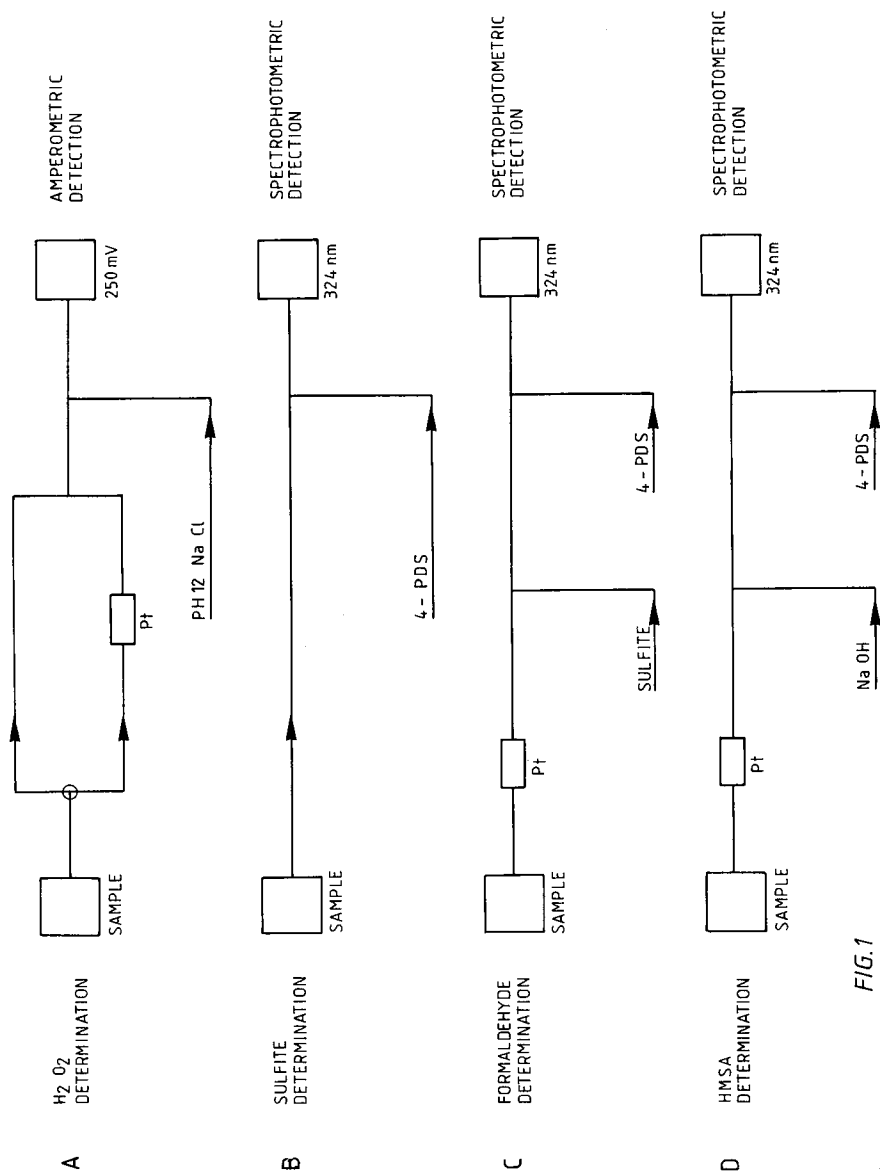 A
H2 O2
DETERMINATION
SAMPLE
Pt
PH12 Na Cl
250 mV
AMPEROMETRIC
DETECTION
B
SULFITE
DETERMINATION
SAMPLE
4 - PDS
324 nm
SPECTROPHOTOMETRIC
DETECTION
C
FORMALDEHYDE
DETERMINATION
SAMPLE
Pt
SULFITE
4 - PDS
324 nm
SPECTROPHOTOMETRIC
DETECTION
D
HMSA
DETERMINATION
SAMPLE
Pt
Na OH
4 - PDS
324 nm
SPECTROPHOTOMETRIC
DETECTION
FIG.1